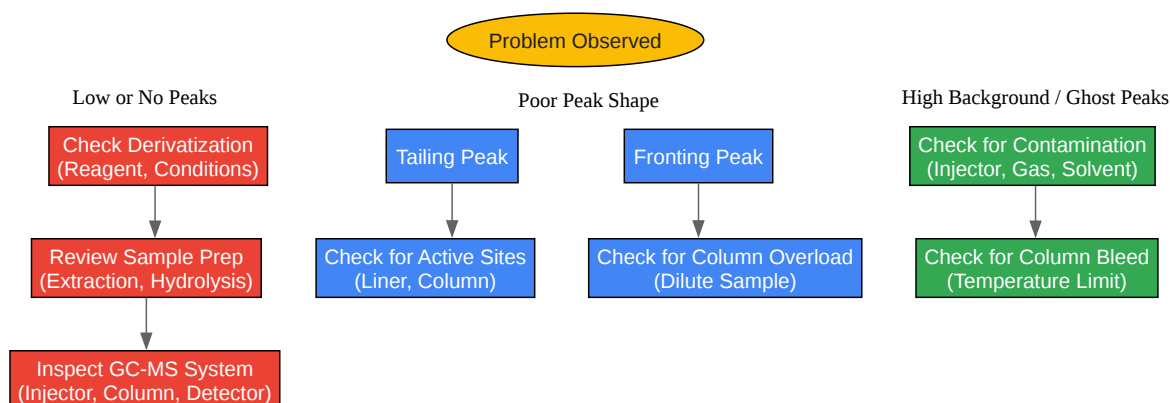 Problem Observed
Low or No Peaks
Poor Peak Shape
High Background / Ghost Peaks
Check Derivatization
(Reagent, Conditions)
Tailing Peak
Fronting Peak
Check for Contamination
(Injector, Gas, Solvent)
Review Sample Prep
(Extraction, Hydrolysis)
Check for Active Sites
(Liner, Column)
Check for Column Overload
(Dilute Sample)
Check for Column Bleed
(Temperature Limit)
Inspect GC-MS System
(Injector, Column, Detector)